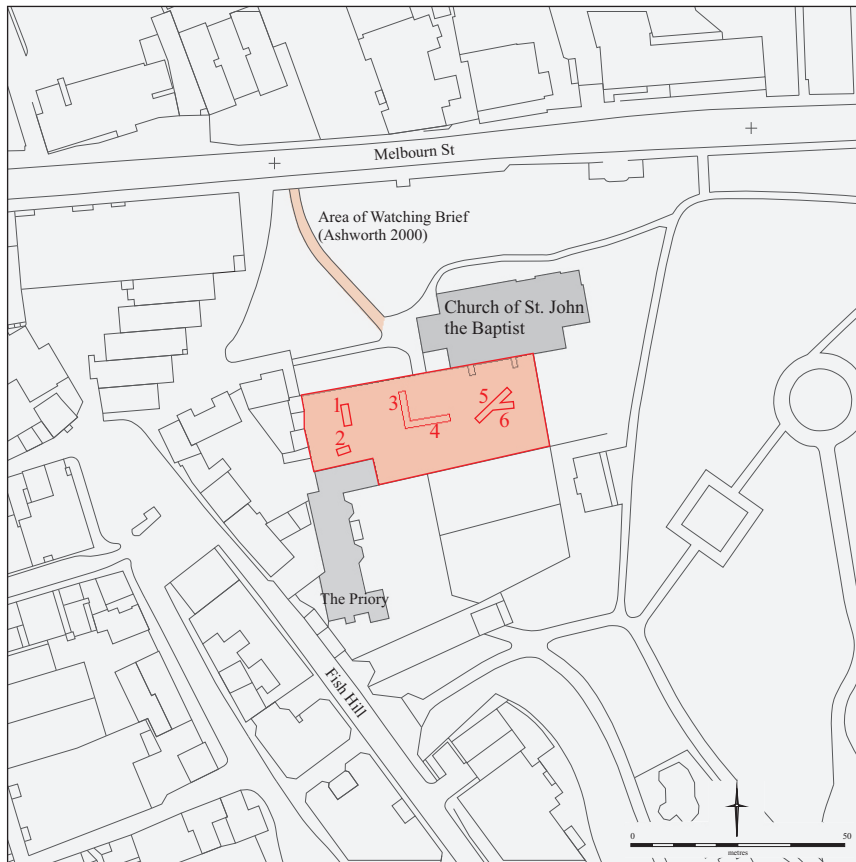 Melbourn St
Area of Watching Brief
(Ashworth 2000)
Church of St. John
the Baptist
1
2
3
4
5
6
The Priory
Fish Hill
0
50
metres